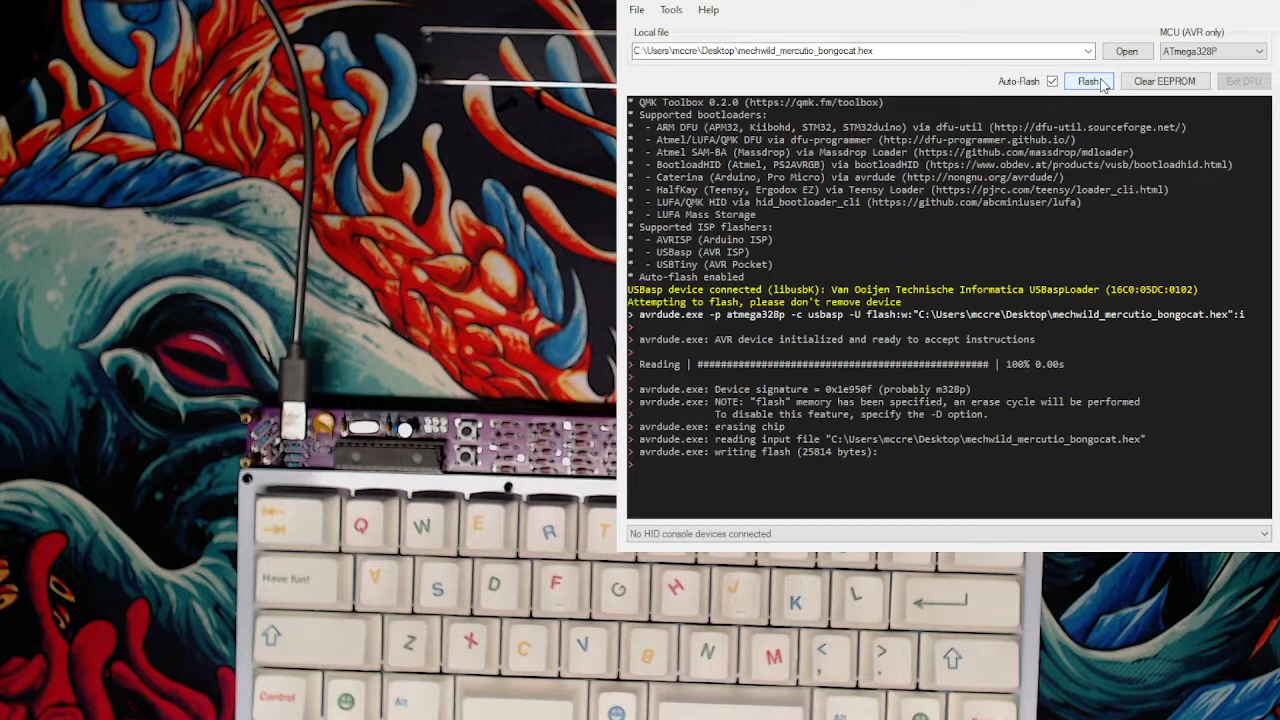 File Tools Help
Local file MCU (AVR only)
C:\Users\mccre\Desktop\mechwild_mercutio_bongocat.hex Open ATmega328P
Auto-Flash Flash Clear EEPROM Exit DFU
* QMK Toolbox 0.2.0 (https://qmk.fm/toolbox)
* Supported bootloaders:
*  - ARM DFU (APM32, Kiibohd, STM32, STM32duino) via dfu-util (http://dfu-util.sourceforge.net/)
*  - Atmel/LUFA/QMK DFU via dfu-programmer (http://dfu-programmer.github.io/)
*  - Atmel SAM-BA (Massdrop) via Massdrop Loader (https://github.com/massdrop/mdloader)
*  - BootloadHID (Atmel, PS2AVRGB) via bootloadHID (https://www.obdev.at/products/vusb/bootloadhid.html)
*  - Caterina (Arduino, Pro Micro) via avrdude (http://nongnu.org/avrdude/)
*  - HalfKay (Teensy, Ergodox EZ) via Teensy Loader (https://pjrc.com/teensy/loader_cli.html)
*  - LUFA/QMK HID via hid_bootloader_cli (https://github.com/abcminiuser/lufa)
*  - LUFA Mass Storage
* Supported ISP flashers:
*  - AVRISP (Arduino ISP)
*  - USBasp (AVR ISP)
*  - USBTiny (AVR Pocket)
* Auto-flash enabled
USBasp device connected (libusbK): Van Ooijen Technische Informatica USBaspLoader (16C0:05DC:0102)
Attempting to flash, please don't remove device
> avrdude.exe -p atmega328p -c usbasp -U flash:w:"C:\Users\mccre\Desktop\mechwild_mercutio_bongocat.hex":i
>
> avrdude.exe: AVR device initialized and ready to accept instructions
>
> Reading | ########################################### | 100% 0.00s
>
> avrdude.exe: Device signature = 0x1e950f (probably m328p)
> avrdude.exe: NOTE: "flash" memory has been specified, an erase cycle will be performed
> To disable this feature, specify the -D option.
> avrdude.exe: erasing chip
> avrdude.exe: reading input file "C:\Users\mccre\Desktop\mechwild_mercutio_bongocat.hex"
> avrdude.exe: writing flash (25814 bytes):
>
No HID console devices connected
Q W E R T
Have fun! A S D F G H J K L
Z X C V B N M < , > .
Control Alt Alt